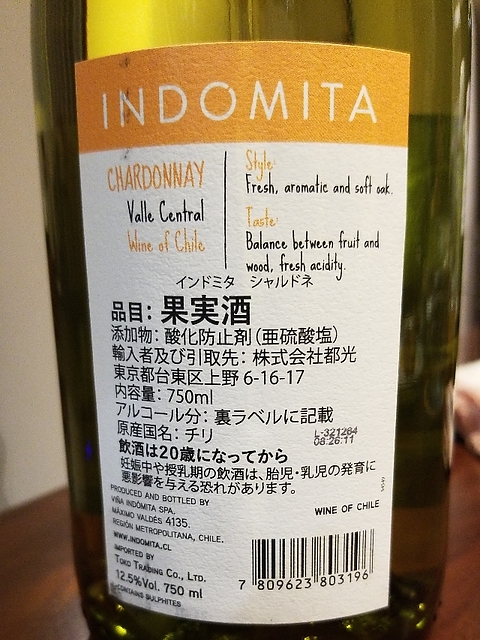 INDOMITA
CHARDONNAY
Valle Central
Wine of Chile
Style:
Fresh, aromatic and soft oak.
Taste:
Balance between fruit and
wood, fresh acidity.
インドミタ　シャルドネ
品目：果実酒
添加物：酸化防止剤（亜硫酸塩）
輸入者及び引取先：株式会社都光
東京都台東区上野 6-16-17
内容量：750ml
アルコール分：裏ラベルに記載
原産国名：チリ
L-321284
08:26:11
飲酒は20歳になってから
妊娠中や授乳期の飲酒は、胎児・乳児の発育に
悪影響を与える恐れがあります。
PRODUCED AND BOTTLED BY
VIÑA INDÓMITA SPA.
MÁXIMO VALDÉS 4135.
REGIÓN METROPOLITANA, CHILE.
WWW.INDOMITA.CL
IMPORTED BY
TOKO TRADING CO., LTD.
12.5%Vol. 750 ml
CONTAINS SULPHITES
WINE OF CHILE
7 809623 803196